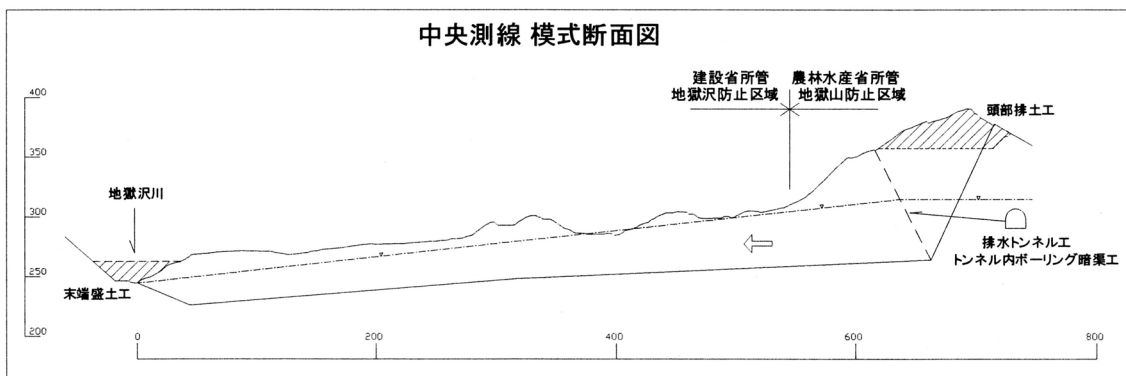 中央測線 模式断面図
建設省所管
地獄沢防止区域
農林水産省所管
地獄山防止区域
頭部排土工
400
350
300
250
200
地獄沢川
末端盛土工
排水トンネル工
トンネル内ボーリング暗渠工
0
200
400
600
800